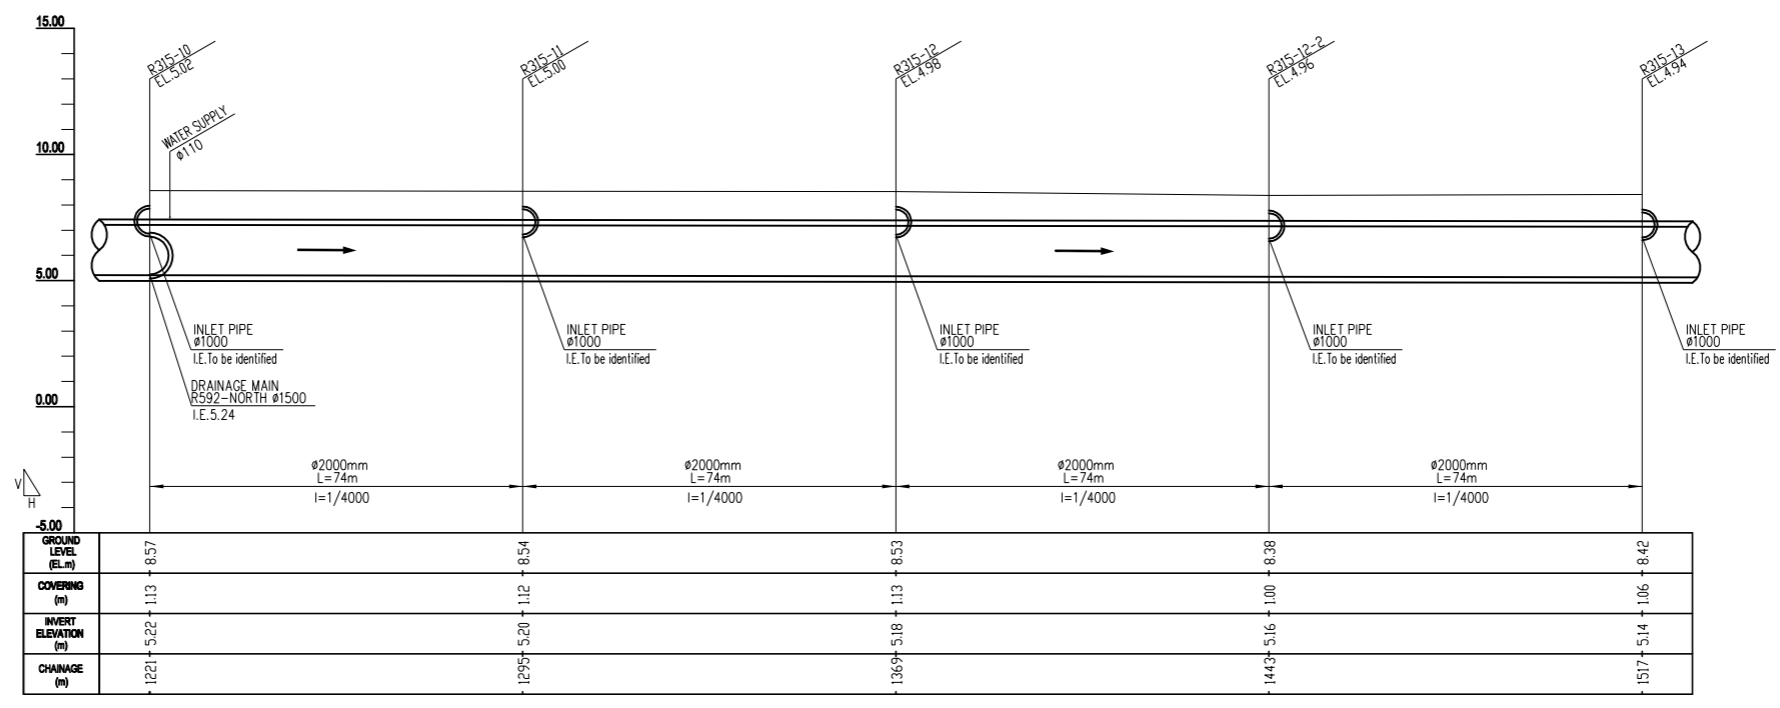 15.00
10.00
5.00
0.00
-5.00
R315-10
EL.5.02
R315-11
EL.5.00
R315-12
EL.4.98
R315-12-2
EL.4.96
R315-13
EL.4.94
WATER SUPPLY
ø110
INLET PIPE
ø1000
I.E.To be identified
DRAINAGE MAIN
R592-NORTH ø1500
I.E.5.24
INLET PIPE
ø1000
I.E.To be identified
INLET PIPE
ø1000
I.E.To be identified
INLET PIPE
ø1000
I.E.To be identified
INLET PIPE
ø1000
I.E.To be identified
V
H
ø2000mm
L=74m
I=1/4000
ø2000mm
L=74m
I=1/4000
ø2000mm
L=74m
I=1/4000
ø2000mm
L=74m
I=1/4000
GROUND
LEVEL
(EL.m)
8.57
8.54
8.53
8.38
8.42
COVERING
(m)
1.13
1.12
1.13
1.00
1.06
INVERT
ELEVATION
(m)
5.22
5.20
5.18
5.16
5.14
CHAINAGE
(m)
1221
1295
1369
1443
1517